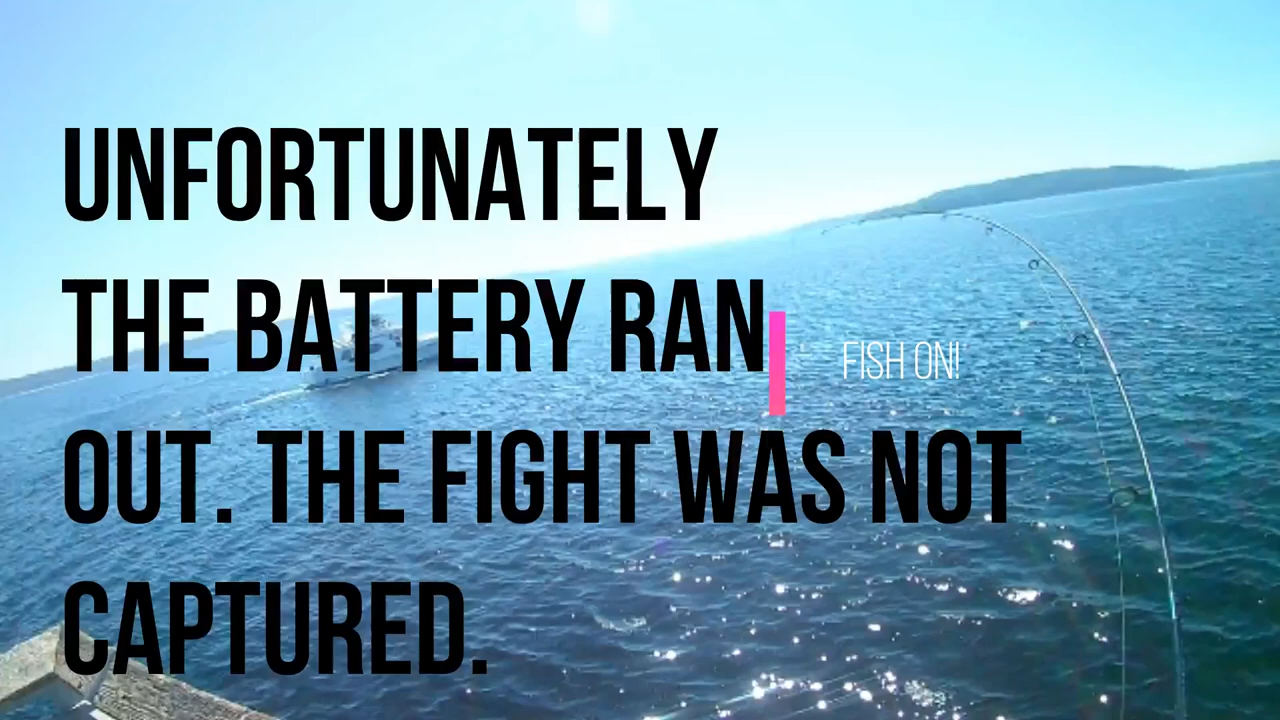 UNFORTUNATELY
THE BATTERY RAN
FISH ON!
OUT. THE FIGHT WAS NOT
CAPTURED.